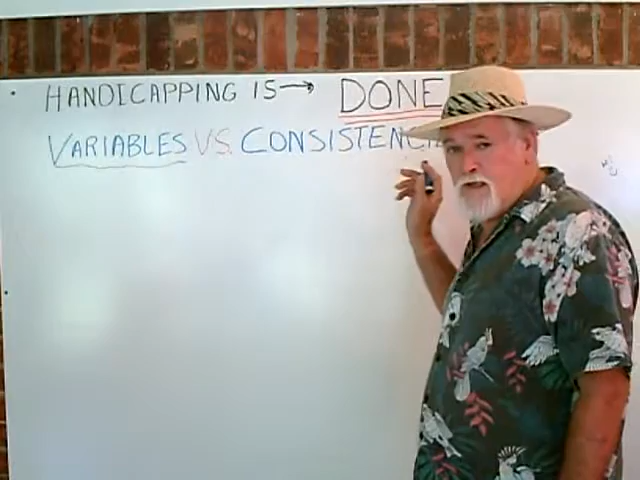 HANDICAPPING IS → DONE
VARIABLES VS. CONSISTENC